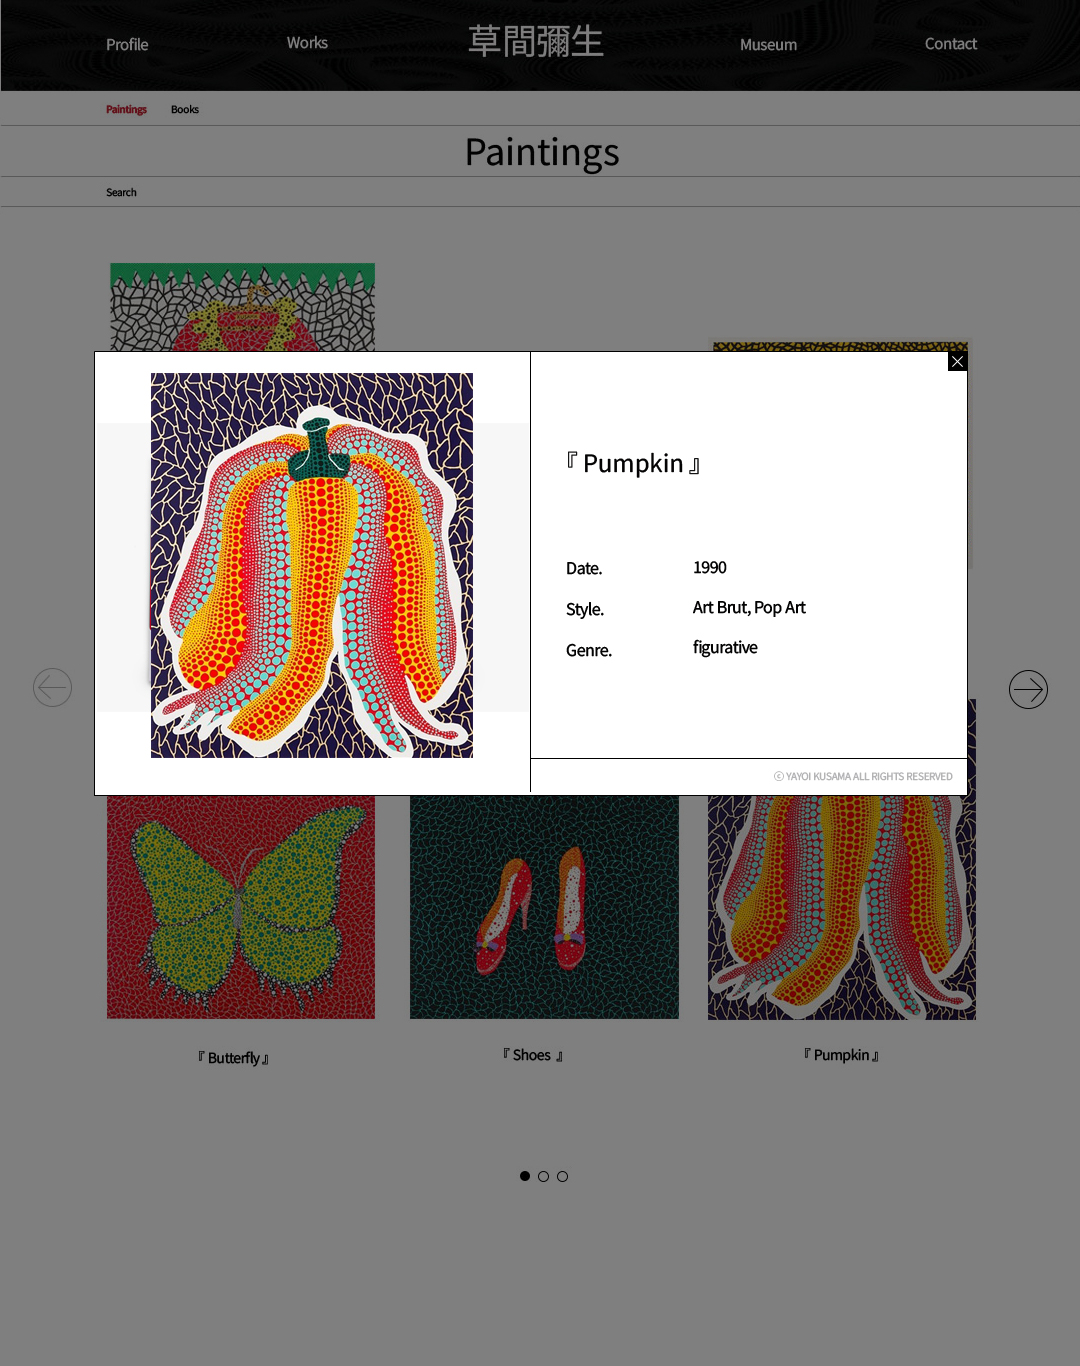 Profile
Works
草間彌生
Museum
Contact
Paintings
Books
Paintings
Search
『 Pumpkin 』
Date. 1990
Style. Art Brut, Pop Art
Genre. figurative
ⓒ YAYOI KUSAMA ALL RIGHTS RESERVED
『 Butterfly 』
『 Shoes 』
『 Pumpkin 』